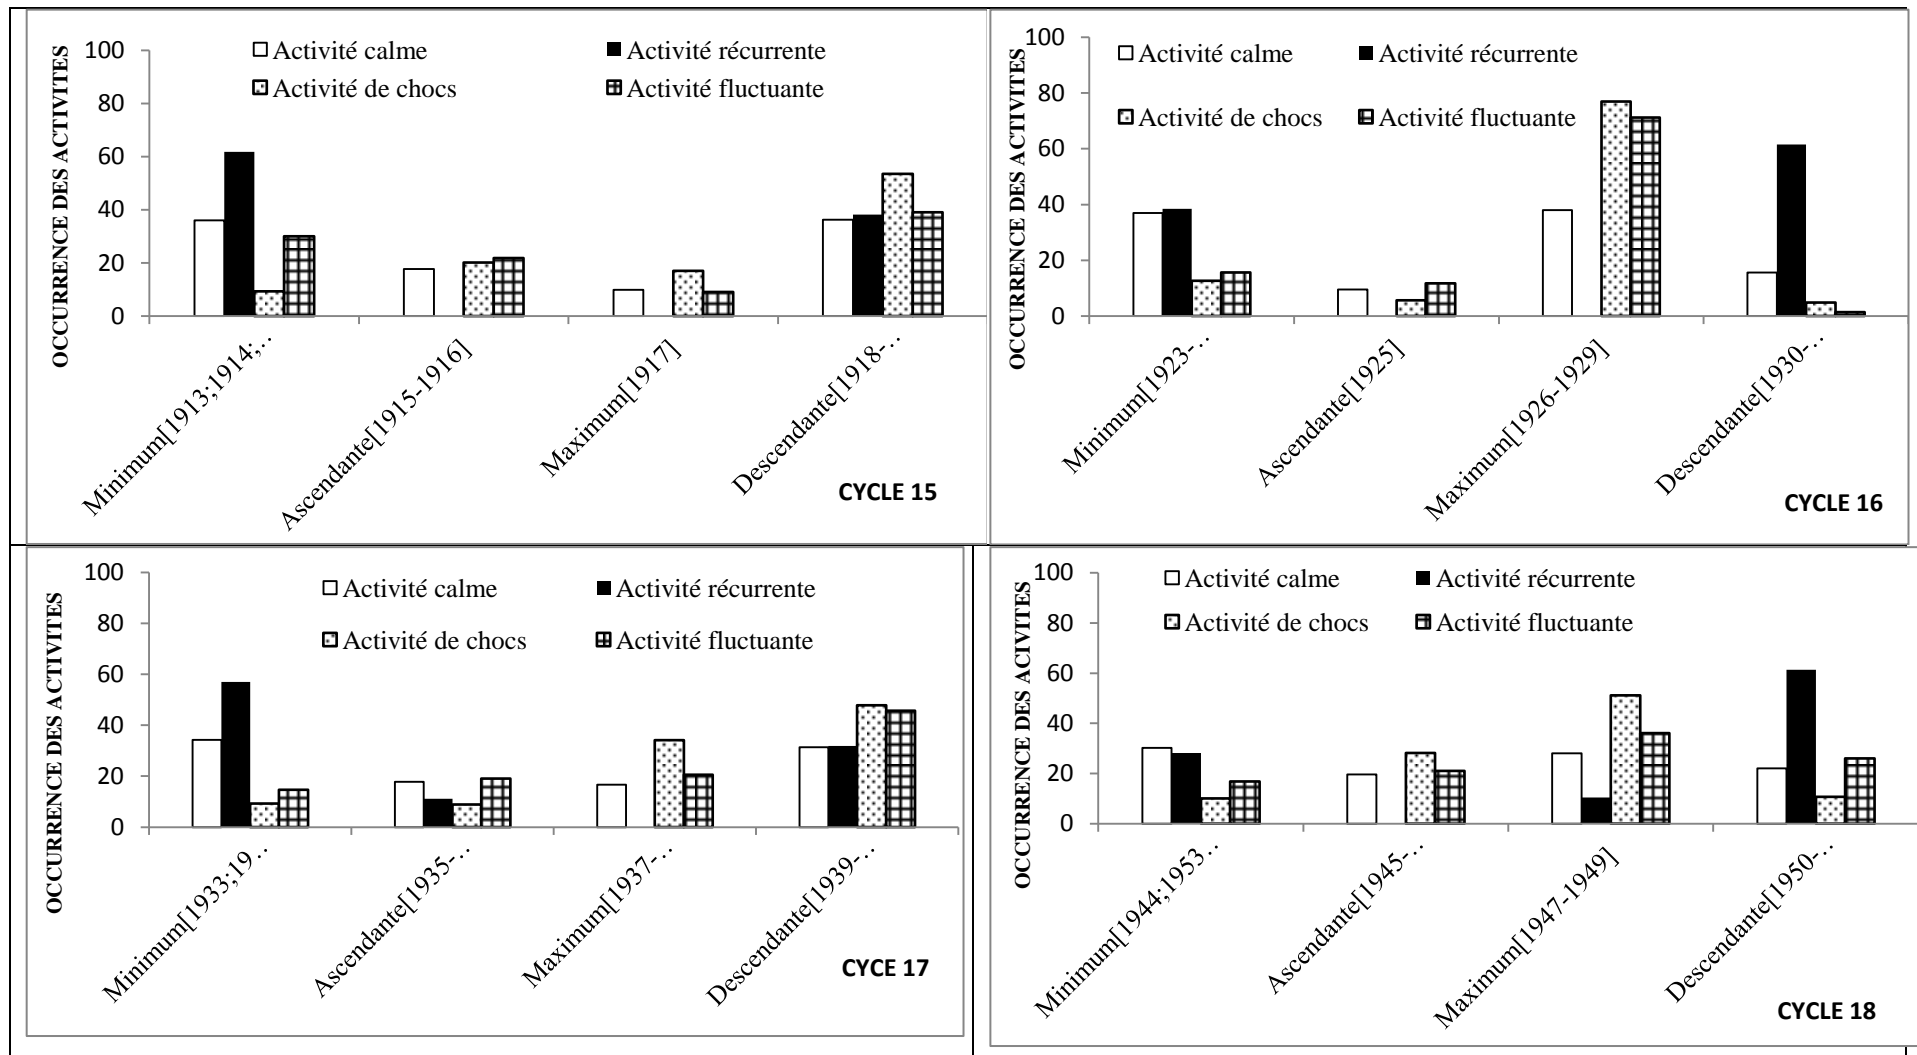 OCCURRENCE DES ACTIVITES
100
80
60
40
20
0
Activité calme
Activité récurrente
Activité de chocs
Activité fluctuante
Minimum[1913;1914;…
Ascendante[1915-1916]
Maximum[1917]
Descendante[1918-…
CYCLE 15
OCCURRENCE DES ACTIVITES
100
80
60
40
20
0
Activité calme
Activité récurrente
Activité de chocs
Activité fluctuante
Minimum[1923-…
Ascendante[1925]
Maximum[1926-1929]
Descendante[1930-…
CYCLE 16
OCCURRENCE DES ACTIVITES
100
80
60
40
20
0
Activité calme
Activité récurrente
Activité de chocs
Activité fluctuante
Minimum[1933;19…
Ascendante[1935-…
Maximum[1937-…
Descendante[1939-…
CYCE 17
OCCURRENCE DES ACIVITES
100
80
60
40
20
0
Activité calme
Activité récurrente
Activité de chocs
Activité fluctuante
Minimum[1944;1953…
Ascendante[1945-…
Maximum[1947-1949]
Descendante[1950-…
CYCLE 18